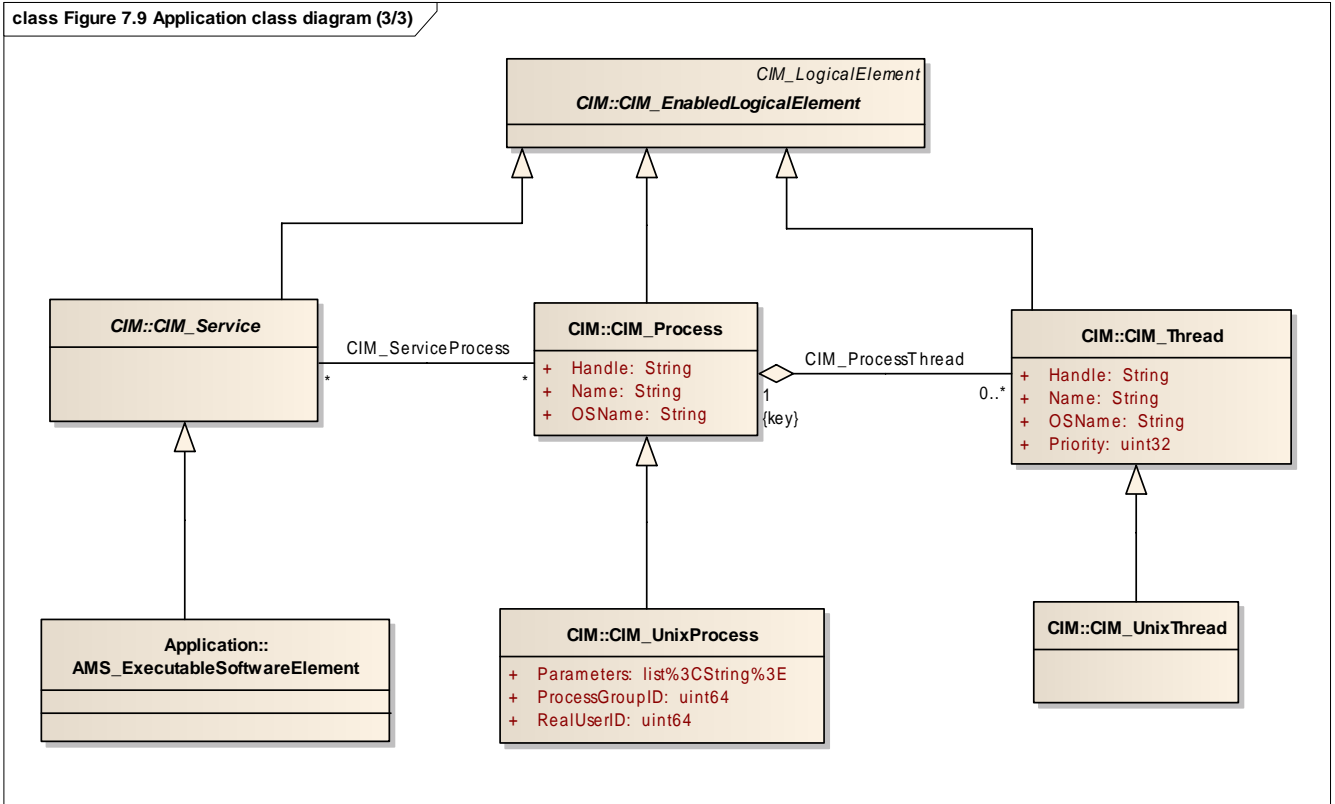 class Figure 7.9 Application class diagram (3/3)
CIM_LogicalElement
CIM::CIM_EnabledLogicalElement
CIM::CIM_Service
CIM_ServiceProcess
*
*
CIM::CIM_Process
+ Handle: String
+ Name: String
+ OSName: String
CIM_ProcessThread
1
{key}
0..*
CIM::CIM_Thread
+ Handle: String
+ Name: String
+ OSName: String
+ Priority: uint32
Application::
AMS_ExecutableSoftwareElement
CIM::CIM_UnixProcess
+ Parameters: list%3CString%3E
+ ProcessGroupID: uint64
+ RealUserID: uint64
CIM::CIM_UnixThread